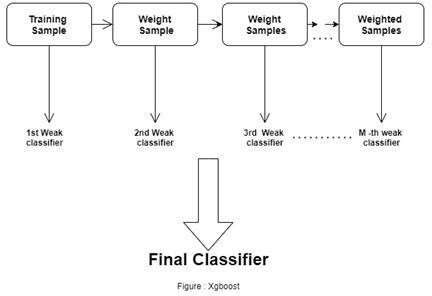 Training
Sample
Weight
Sample
Weight
Samples
Weighted
Samples
1st Weak
classifier
2nd Weak
classifier
3rd Weak
classifier
M -th weak
classifier
Final Classifier
Figure : Xgboost